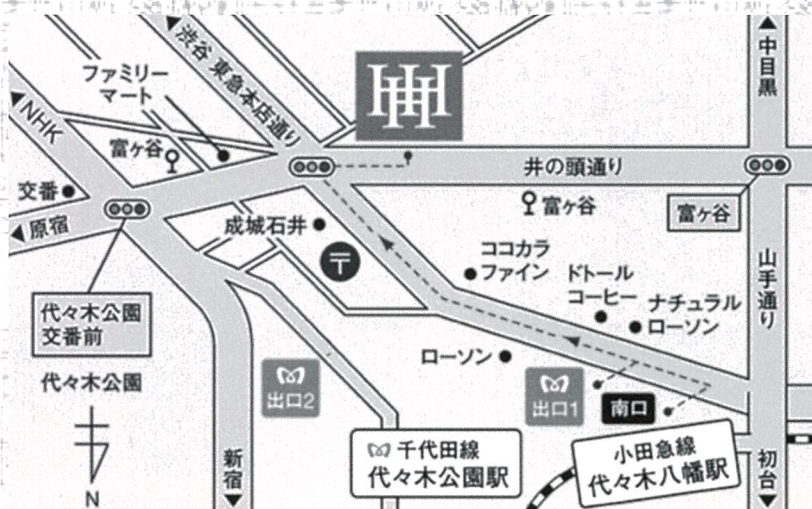 渋谷 東急本店通り
中目黒
ファミリー
マート
NHK
富ヶ谷
井の頭通り
交番
原宿
富ヶ谷
富ヶ谷
成城石井
〒
ココカラ
ファイン
ドトール
コーヒー
ナチュラル
ローソン
山手通り
代々木公園
交番前
代々木公園
ローソン
出口2
出口1
南口
千代田線
代々木公園駅
小田急線
代々木八幡駅
新宿
初台
N